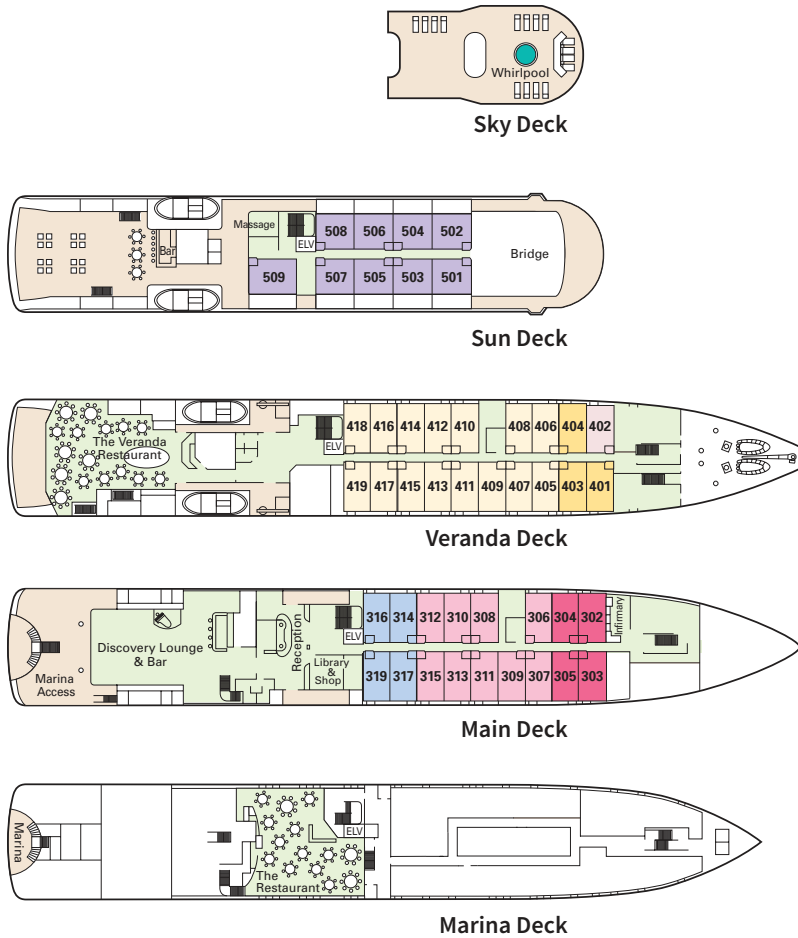 Whirlpool
Sky Deck
Massage
508 506 504 502
ELV
Bar
Bridge
509 507 505 503 501
Sun Deck
418 416 414 412 410 408 406 404 402
The Veranda
Restaurant
ELV
419 417 415 413 411 409 407 405 403 401
Veranda Deck
316 314 312 310 308 306 304 302
Infirmary
Reception
ELV
Discovery Lounge
& Bar
Library
&
Shop
Marina
Access
319 317 315 313 311 309 307 305 303
Main Deck
Marina
ELV
The
Restaurant
Marina Deck